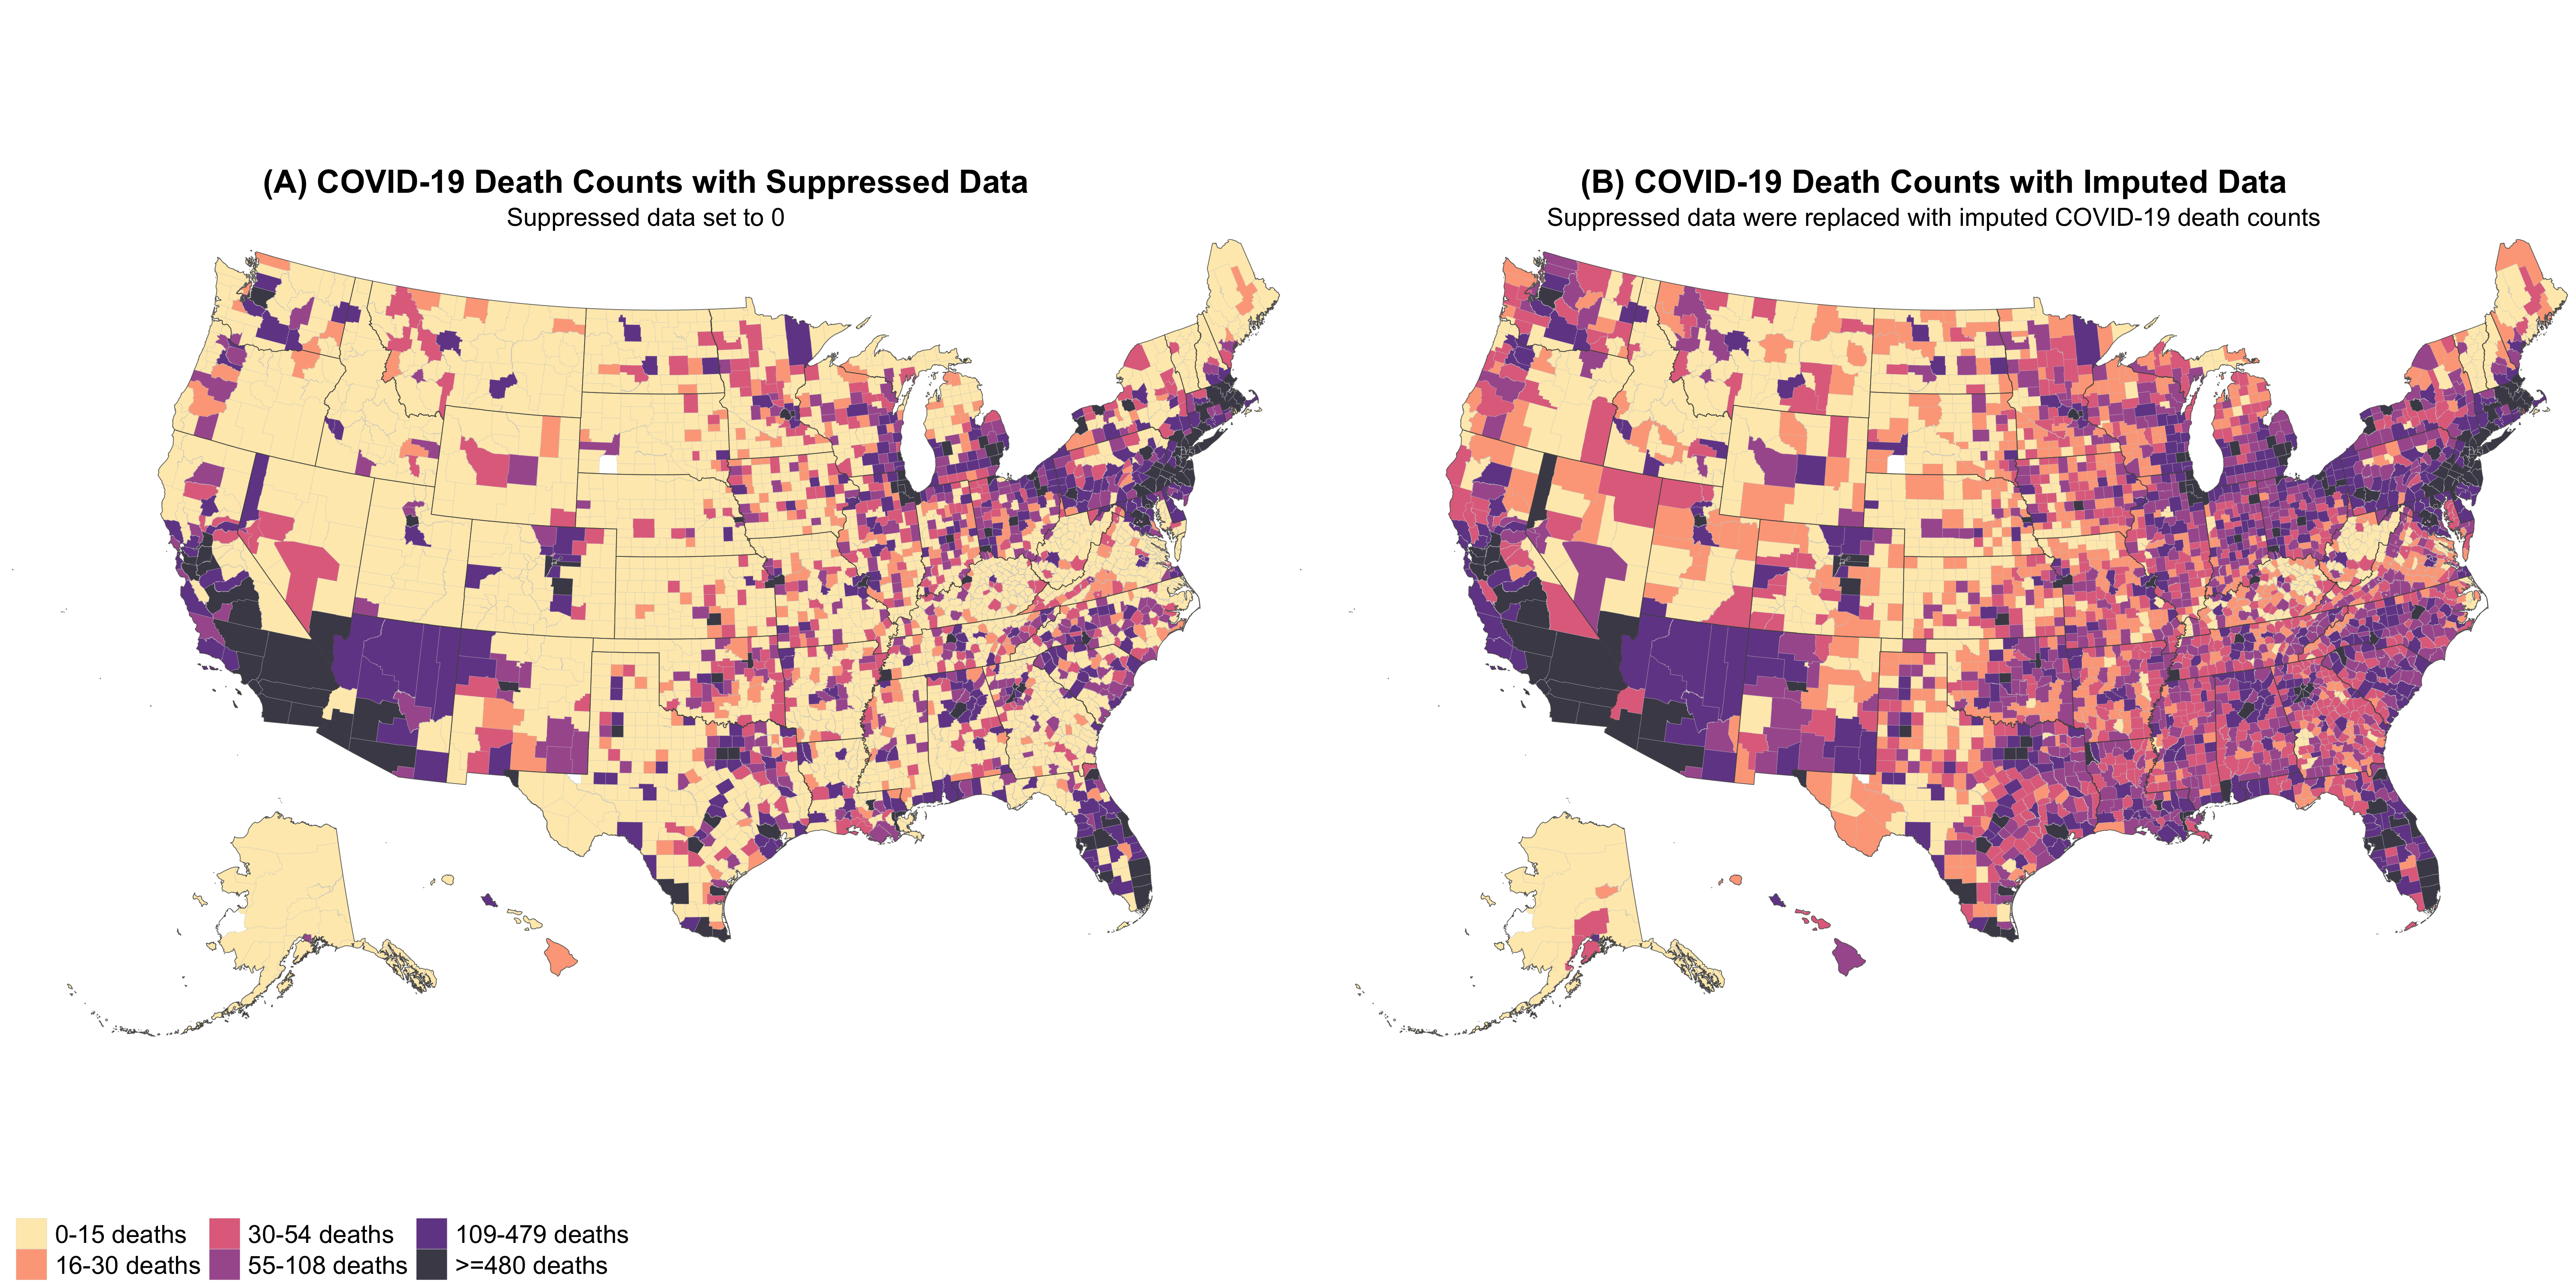 (A) COVID-19 Death Counts with Suppressed Data
Suppressed data set to 0
(B) COVID-19 Death Counts with Imputed Data
Suppressed data were replaced with imputed COVID-19 death counts
0-15 deaths
30-54 deaths
109-479 deaths
16-30 deaths
55-108 deaths
>=480 deaths